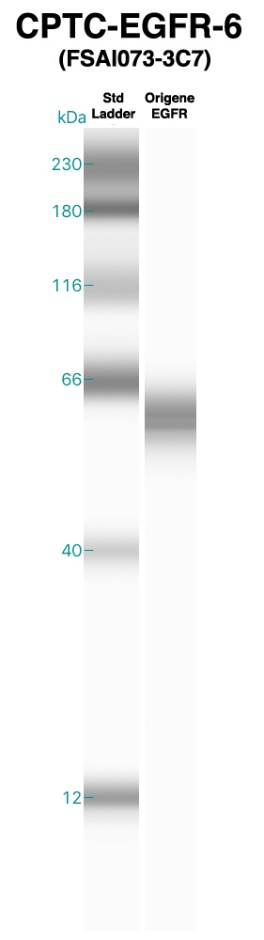 CPTC-EGFR-6
(FSAI073-3C7)
Std Ladder
Origene EGFR
kDa
230
180
116
66
40
12